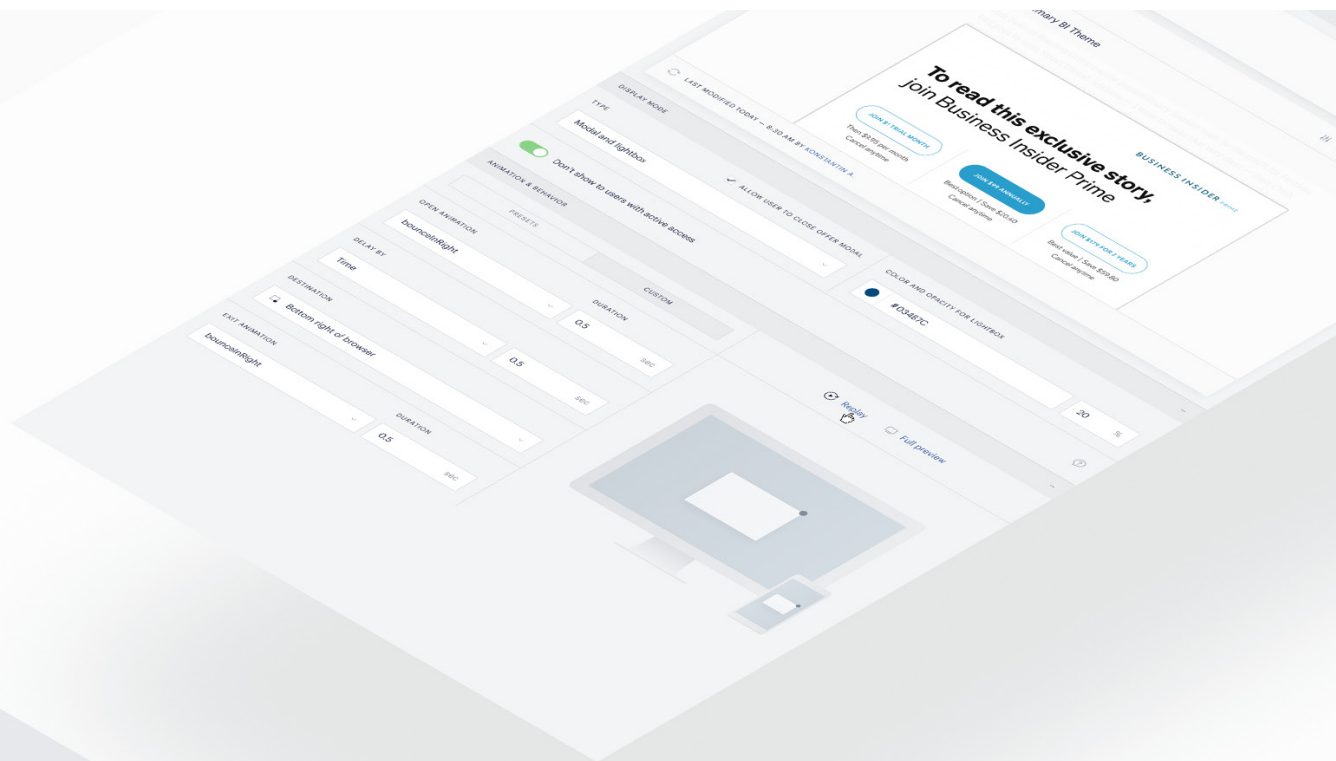 mary BI Theme
BUSINESS INSIDER PRIME
To read this exclusive story,
join Business Insider Prime
JOIN $1 TRIAL MONTH
Then $9.95 per month
Cancel anytime
JOIN $99 ANNUALLY
Best option | Save $20.40
Cancel anytime
JOIN $179 FOR 2 YEARS
Best value | Save $59.80
Cancel anytime
LAST MODIFIED TODAY — 8:30 AM BY KONSTANTIN A.
DISPLAY MODE
TYPE
Modal and lightbox
ALLOW USER TO CLOSE OFFER MODAL
COLOR AND OPACITY FOR LIGHTBOX
#03487C
20
%
Don't show to users with active access
ANIMATION & BEHAVIOR
PRESETS
CUSTOM
OPEN ANIMATION
bounceInRight
DURATION
0.5
sec
DELAY BY
Time
0.5
sec
DESTINATION
Bottom right of browser
EXIT ANIMATION
bounceInRight
DURATION
0.5
sec
Replay
Full preview